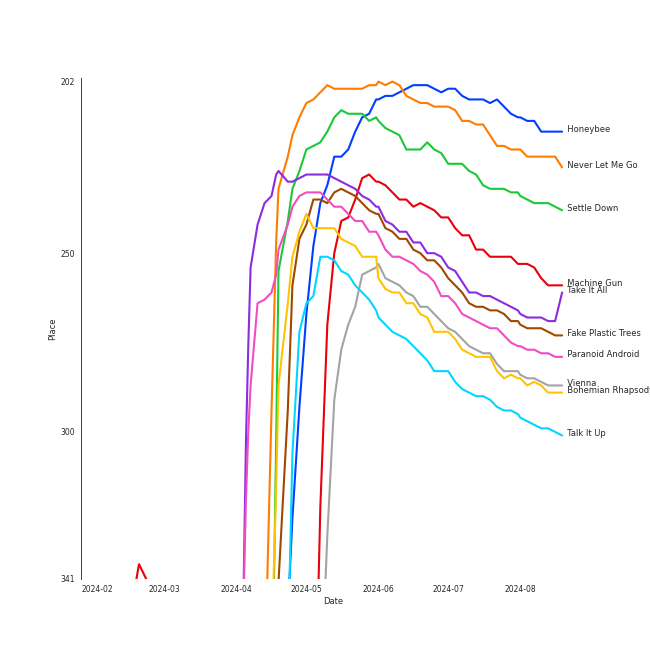 202
Honeybee
Never Let Me Go
Settle Down
250
Machine Gun
Take It All
Place
Fake Plastic Trees
Paranoid Android
Vienna
Bohemian Rhapsod
300
Talk It Up
341
2024-02 2024-03 2024-04 2024-05 2024-06 2024-07 2024-08
Date